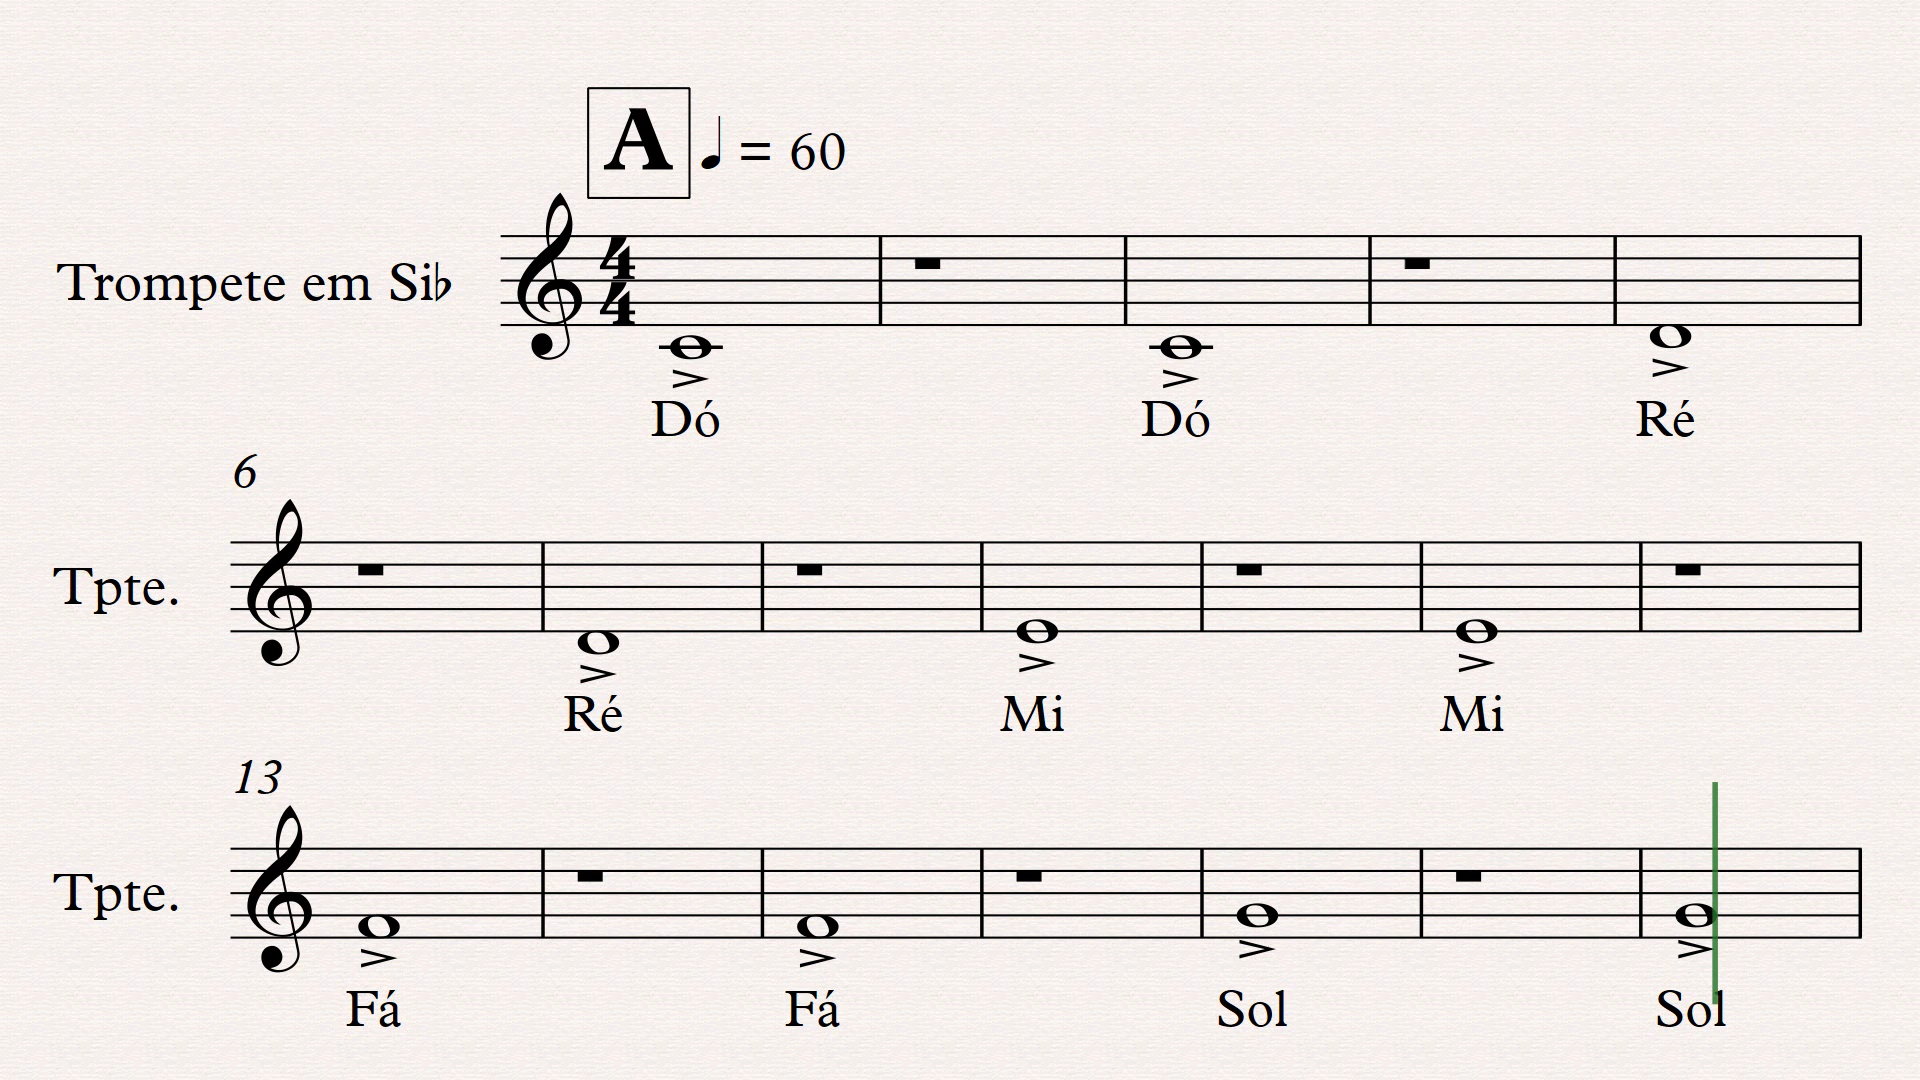 A ♩ = 60
Trompete em Si♭
Dó Dó Ré
6
Tpte.
Ré Mi Mi
13
Tpte.
Fá Fá Sol Sol